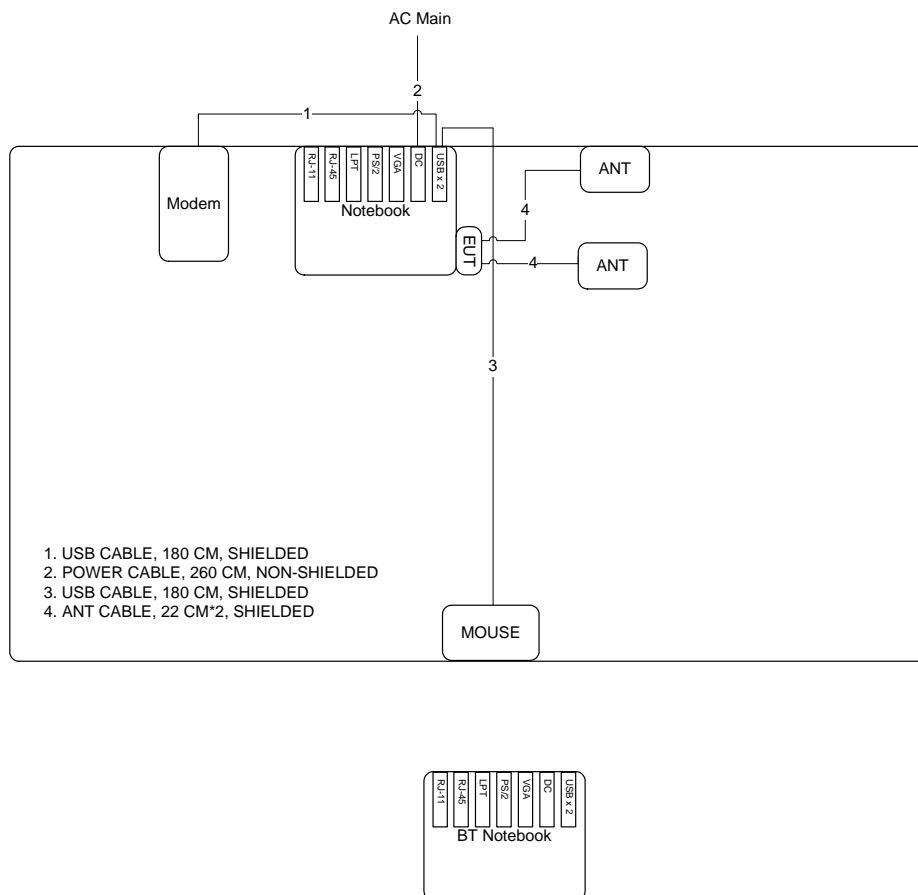 AC Main
2
1
RJ-11
RJ-45
LPT
PS/2
VGA
DC
USB x 2
Modem
Notebook
ANT
4
EUT
4
ANT
3
1. USB CABLE, 180 CM, SHIELDED
2. POWER CABLE, 260 CM, NON-SHIELDED
3. USB CABLE, 180 CM, SHIELDED
4. ANT CABLE, 22 CM*2, SHIELDED
MOUSE
RJ-11
RJ-45
LPT
PS/2
VGA
DC
USB x 2
BT Notebook